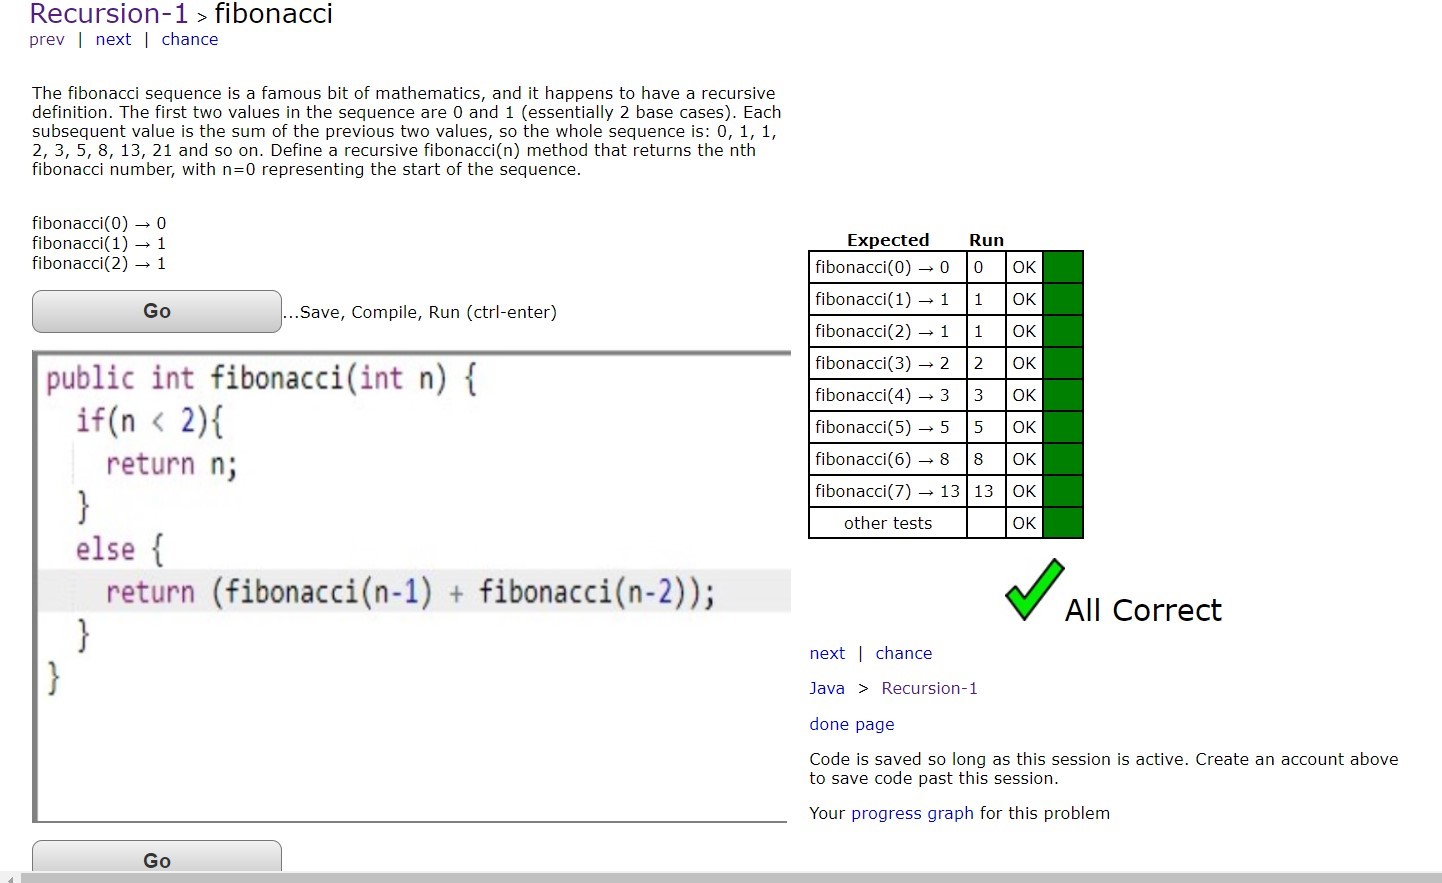 Recursion-1 > fibonacci
prev | next | chance
The fibonacci sequence is a famous bit of mathematics, and it happens to have a recursive
definition. The first two values in the sequence are 0 and 1 (essentially 2 base cases). Each
subsequent value is the sum of the previous two values, so the whole sequence is: 0, 1, 1,
2, 3, 5, 8, 13, 21 and so on. Define a recursive fibonacci(n) method that returns the nth
fibonacci number, with n=0 representing the start of the sequence.
fibonacci(0) → 0
fibonacci(1) → 1
fibonacci(2) → 1
Go ...Save, Compile, Run (ctrl-enter)
public int fibonacci(int n) {
if(n < 2){
return n;
}
else {
return (fibonacci(n-1) + fibonacci(n-2));
}
}
Go
Expected Run
fibonacci(0) → 0 0 OK
fibonacci(1) → 1 1 OK
fibonacci(2) → 1 1 OK
fibonacci(3) → 2 2 OK
fibonacci(4) → 3 3 OK
fibonacci(5) → 5 5 OK
fibonacci(6) → 8 8 OK
fibonacci(7) → 13 13 OK
other tests OK
All Correct
next | chance
Java > Recursion-1
done page
Code is saved so long as this session is active. Create an account above
to save code past this session.
Your progress graph for this problem